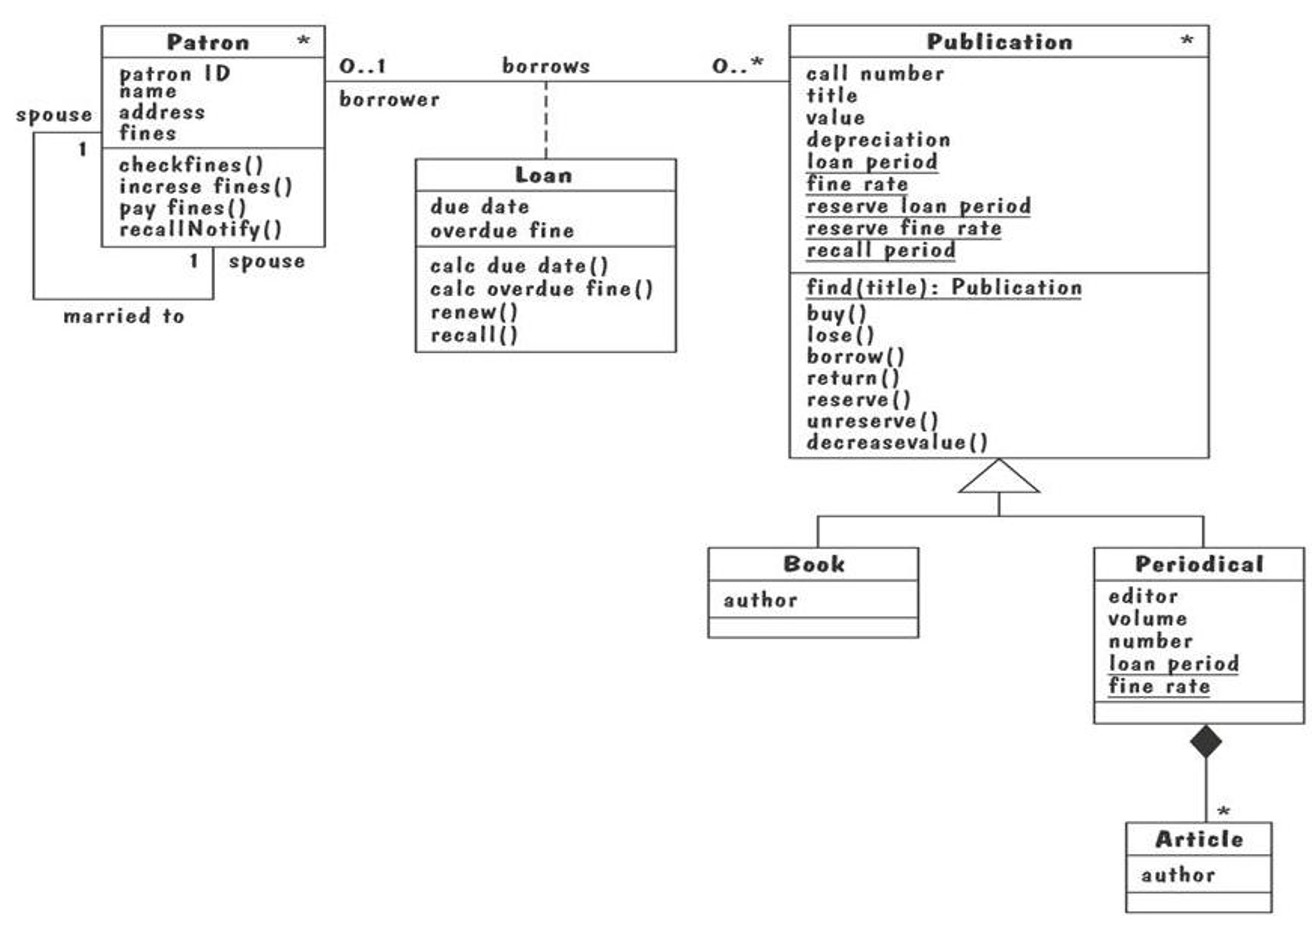 Patron *
patron ID
name
address
fines
checkfines()
increse fines()
pay fines()
recallNotify()
spouse
1
1 spouse
married to
0..1 borrows 0..*
borrower
Loan
due date
overdue fine
calc due date()
calc overdue fine()
renew()
recall()
Publication *
call number
title
value
depreciation
loan period
fine rate
reserve loan period
reserve fine rate
recall period
find(title): Publication
buy()
lose()
borrow()
return()
reserve()
unreserve()
decreasevalue()
Book
author
Periodical
editor
volume
number
loan period
fine rate
*
Article
author